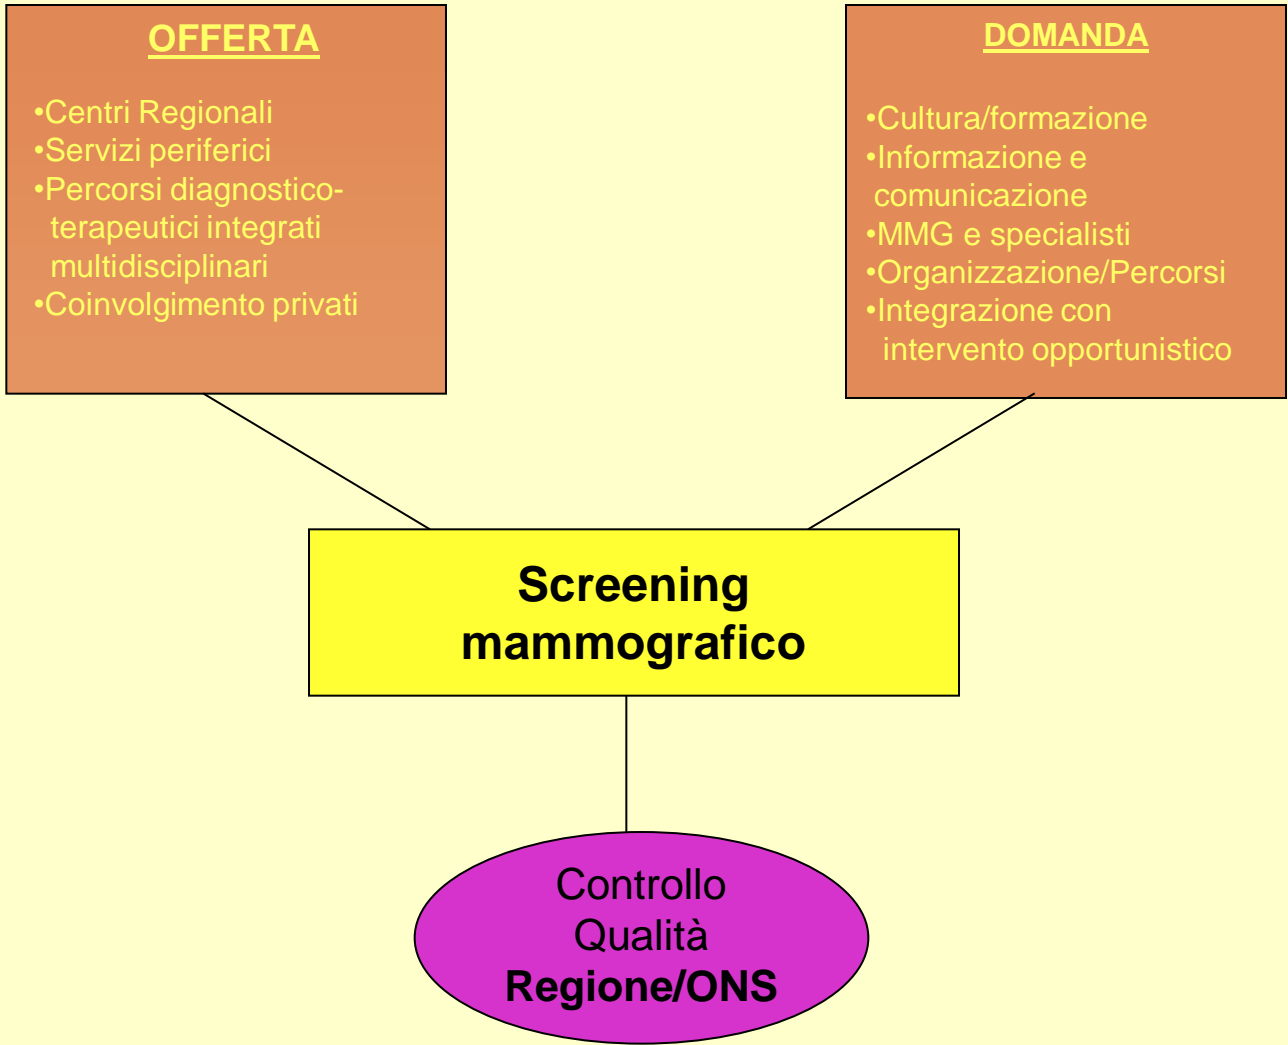 OFFERTA
•Centri Regionali
•Servizi periferici
•Percorsi diagnostico-
terapeutici integrati
multidisciplinari
•Coinvolgimento privati
DOMANDA
•Cultura/formazione
•Informazione e
comunicazione
•MMG e specialisti
•Organizzazione/Percorsi
•Integrazione con
intervento opportunistico
Screening
mammografico
Controllo
Qualità
Regione/ONS